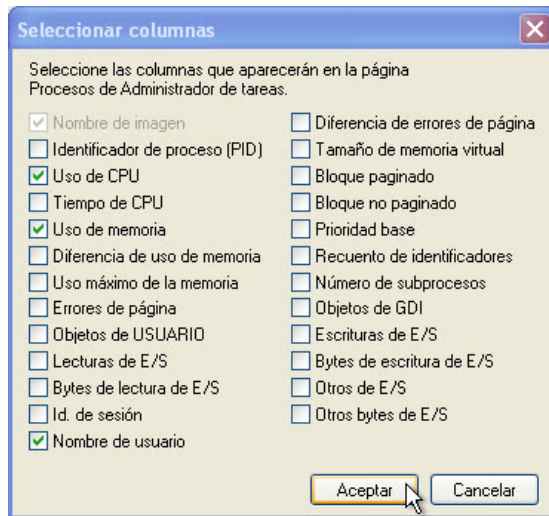 Seleccionar columnas
Seleccione las columnas que aparecerán en la página
Procesos de Administrador de tareas.
Nombre de imagen
Identificador de proceso (PID)
Uso de CPU
Tiempo de CPU
Uso de memoria
Diferencia de uso de memoria
Uso máximo de la memoria
Errores de página
Objetos de USUARIO
Lecturas de E/S
Bytes de lectura de E/S
Id. de sesión
Nombre de usuario
Diferencia de errores de página
Tamaño de memoria virtual
Bloque paginado
Bloque no paginado
Prioridad base
Recuento de identificadores
Número de subprocesos
Objetos de GDI
Escrituras de E/S
Bytes de escritura de E/S
Otros de E/S
Otros bytes de E/S
Aceptar
Cancelar